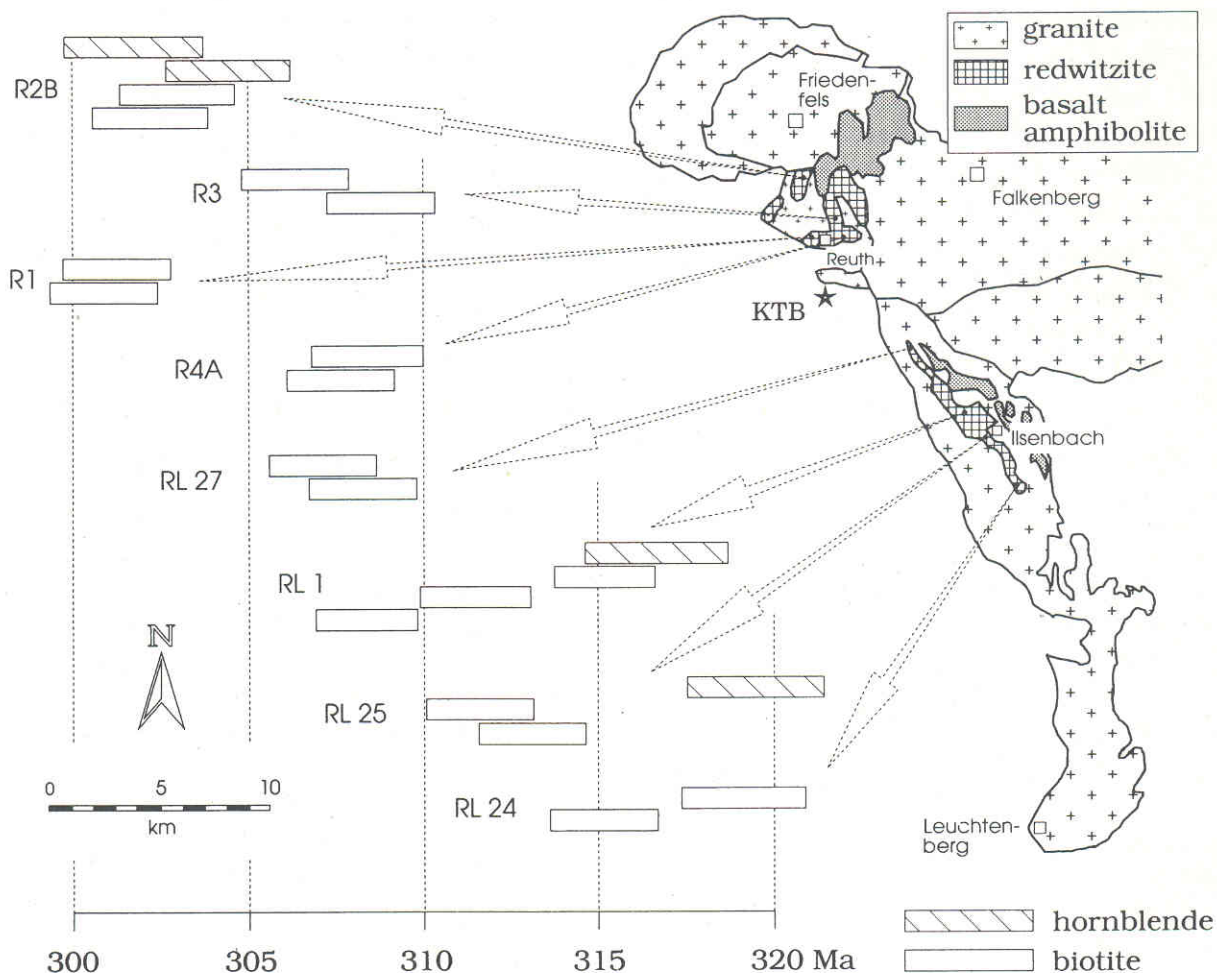 granite
redwitzite
basalt
amphibolite
Frieden-
fels
R2B
R3
Falkenberg
R1
Reuth
KTB
R4A
Ilsenbach
RL 27
RL 1
N
RL 25
0 5 10
km
RL 24
Leuchten-
berg
hornblende
biotite
300 305 310 315 320 Ma